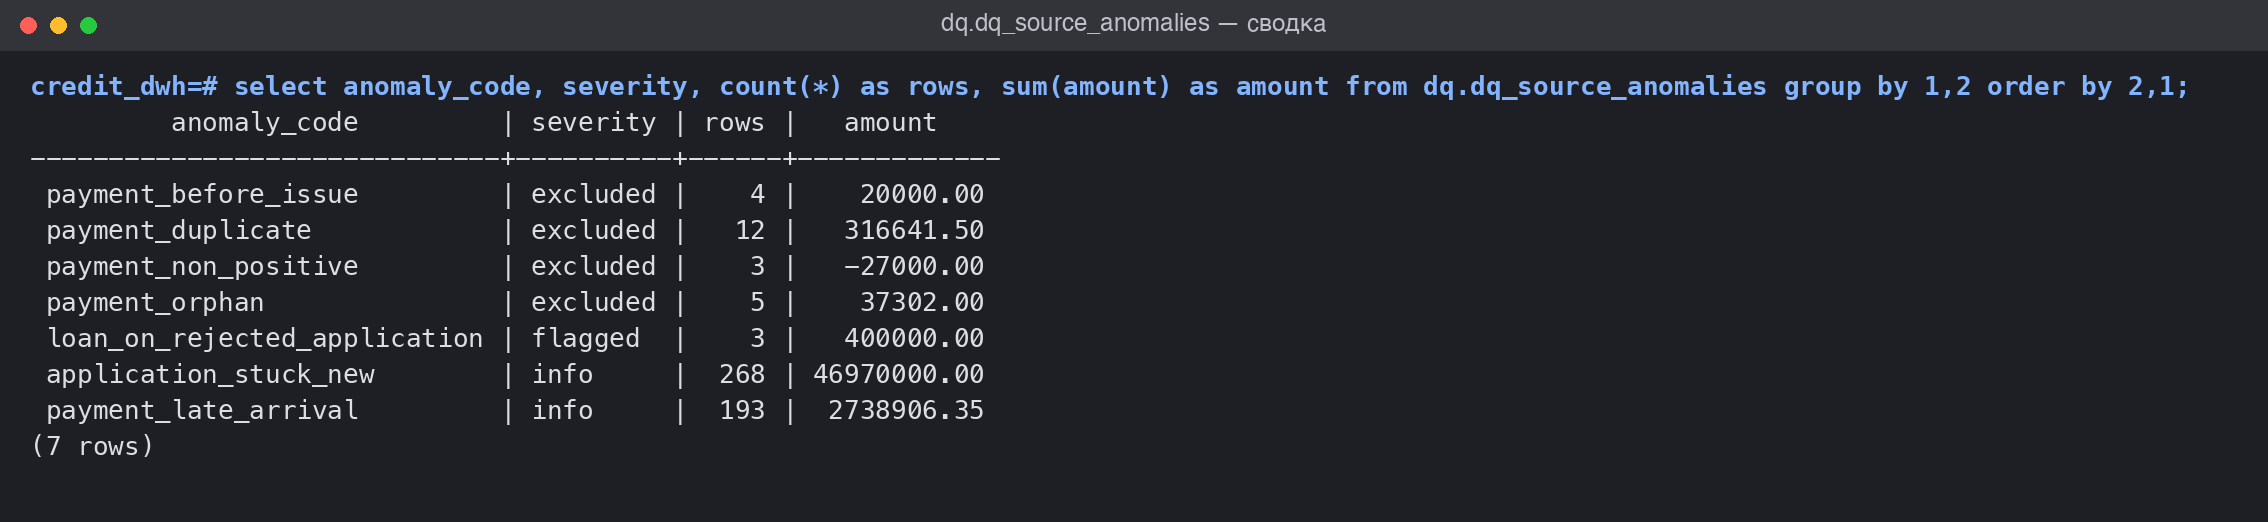 dq.dq_source_anomalies — сводка
credit_dwh=# select anomaly_code, severity, count(*) as rows, sum(amount) as amount from dq.dq_source_anomalies group by 1,2 order by 2,1;
         anomaly_code         | severity | rows |   amount
------------------------------+----------+------+-------------
 payment_before_issue         | excluded |    4 |    20000.00
 payment_duplicate            | excluded |   12 |   316641.50
 payment_non_positive         | excluded |    3 |   -27000.00
 payment_orphan               | excluded |    5 |    37302.00
 loan_on_rejected_application | flagged  |    3 |   400000.00
 application_stuck_new        | info     |  268 | 46970000.00
 payment_late_arrival         | info     |  193 |  2738906.35
(7 rows)